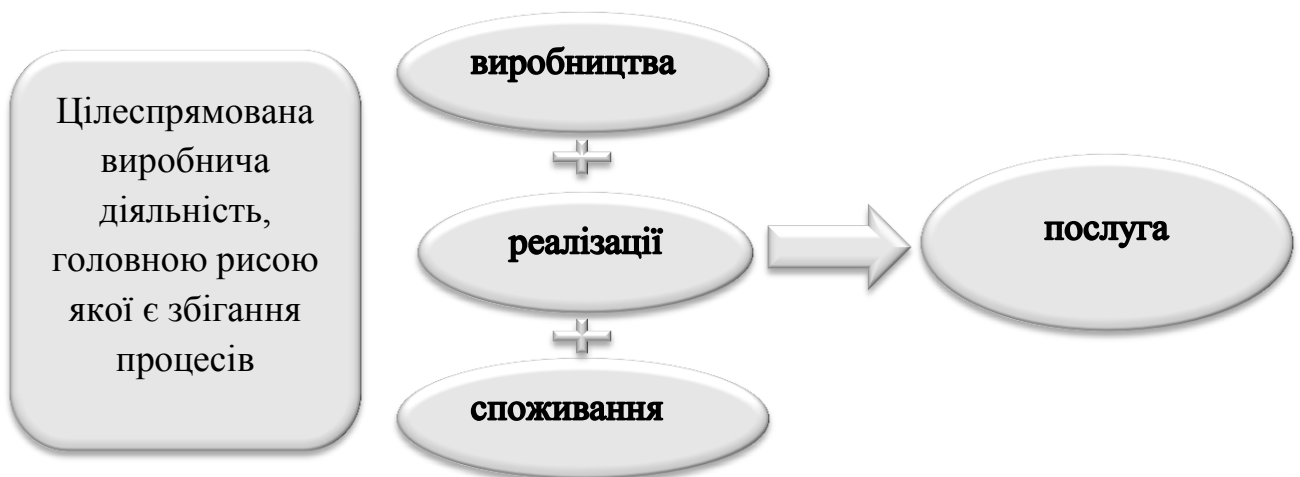 Цілеспрямована
виробнича
діяльність,
головною рисою
якої є збігання
процесів
виробництва
реалізації
споживання
послуга